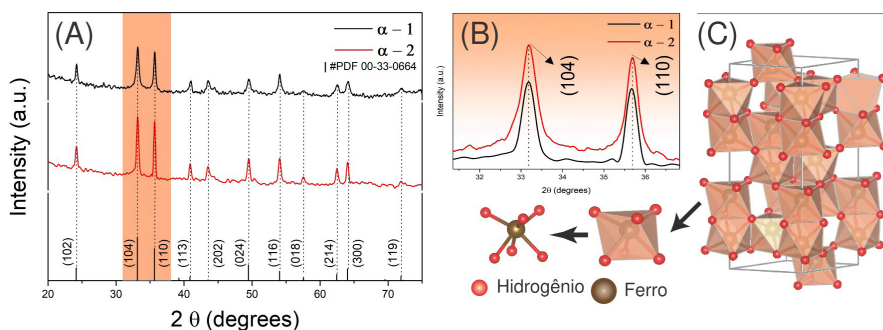 (A)
α – 1
α – 2
#PDF 00-33-0664
Intensity (a.u.)
(102)
(104)
(110)
(113)
(202)
(024)
(116)
(018)
(214)
(300)
(119)
20 30 40 50 60 70
2 θ (degrees)
(B)
α – 1
α – 2
(104)
(110)
Intensity (a.u.)
32 33 34 35 36
2θ (degrees)
(C)
Hidrogênio
Ferro